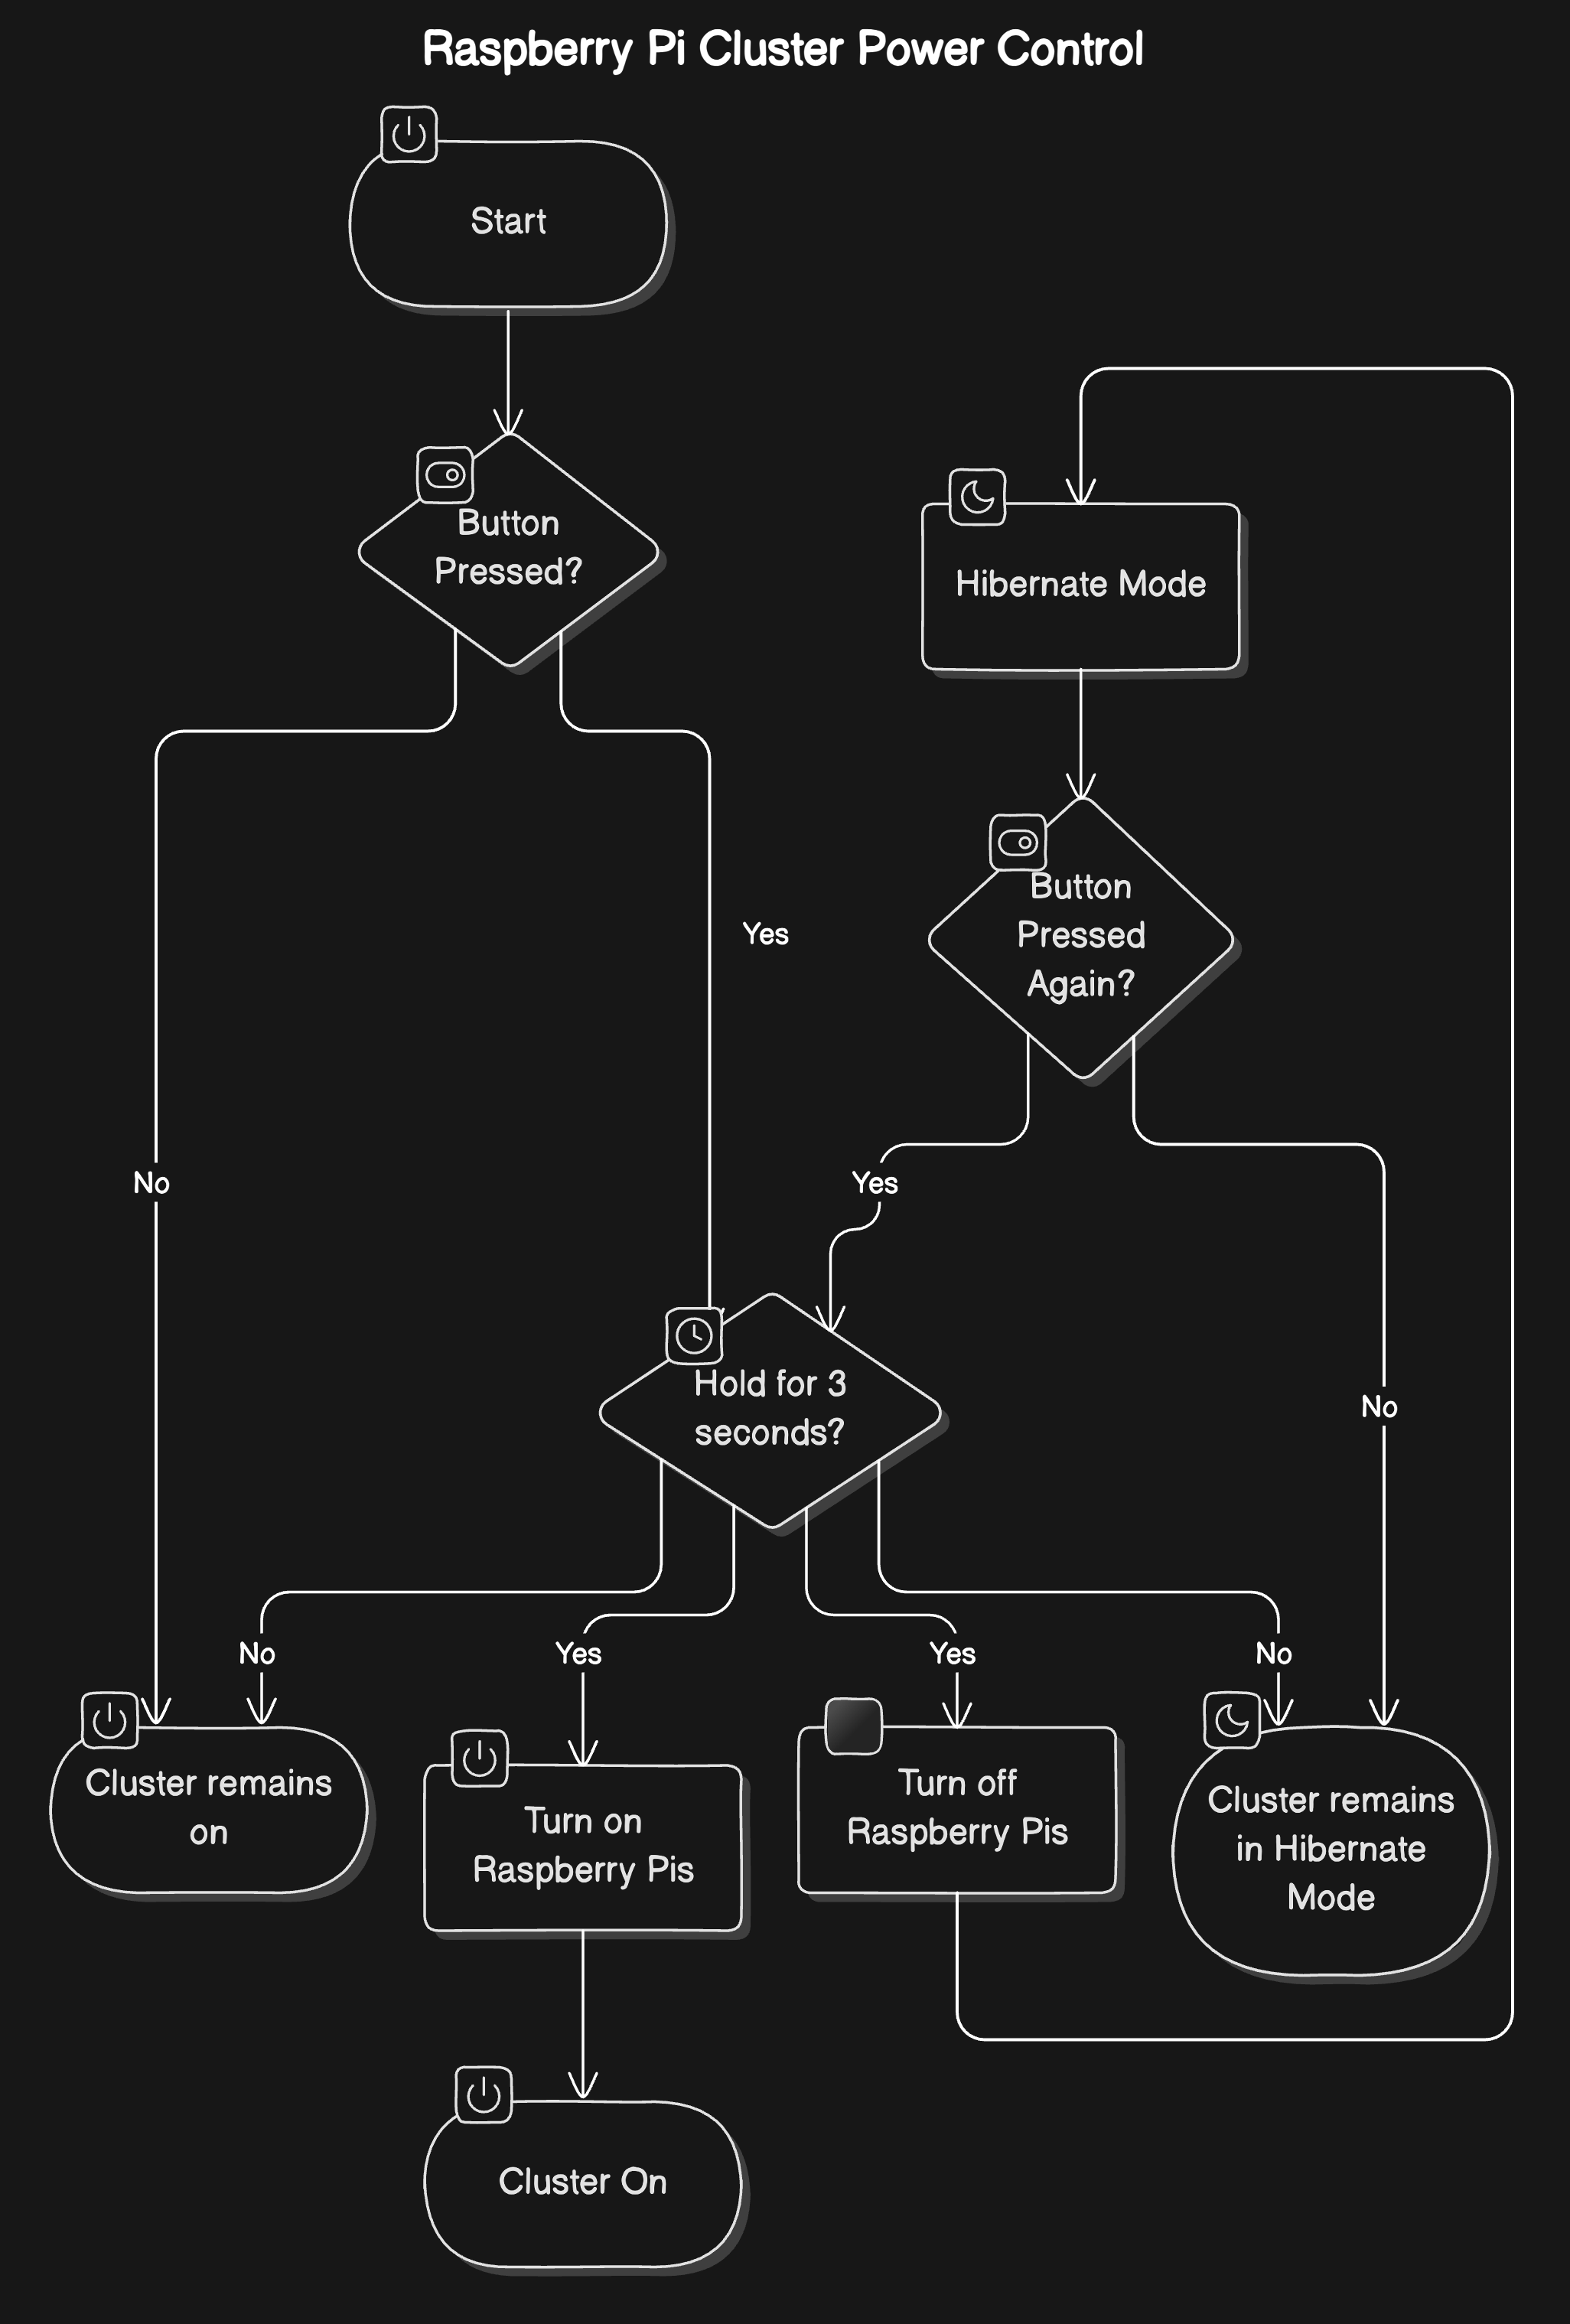 Raspberry Pi Cluster Power Control
Start
Button
Pressed?
Hibernate Mode
Button
Pressed
Again?
Yes
No
Yes
No
Hold for 3
seconds?
No
Yes
Yes
No
Cluster remains
on
Turn on
Raspberry Pis
Turn off
Raspberry Pis
Cluster remains
in Hibernate
Mode
Cluster On